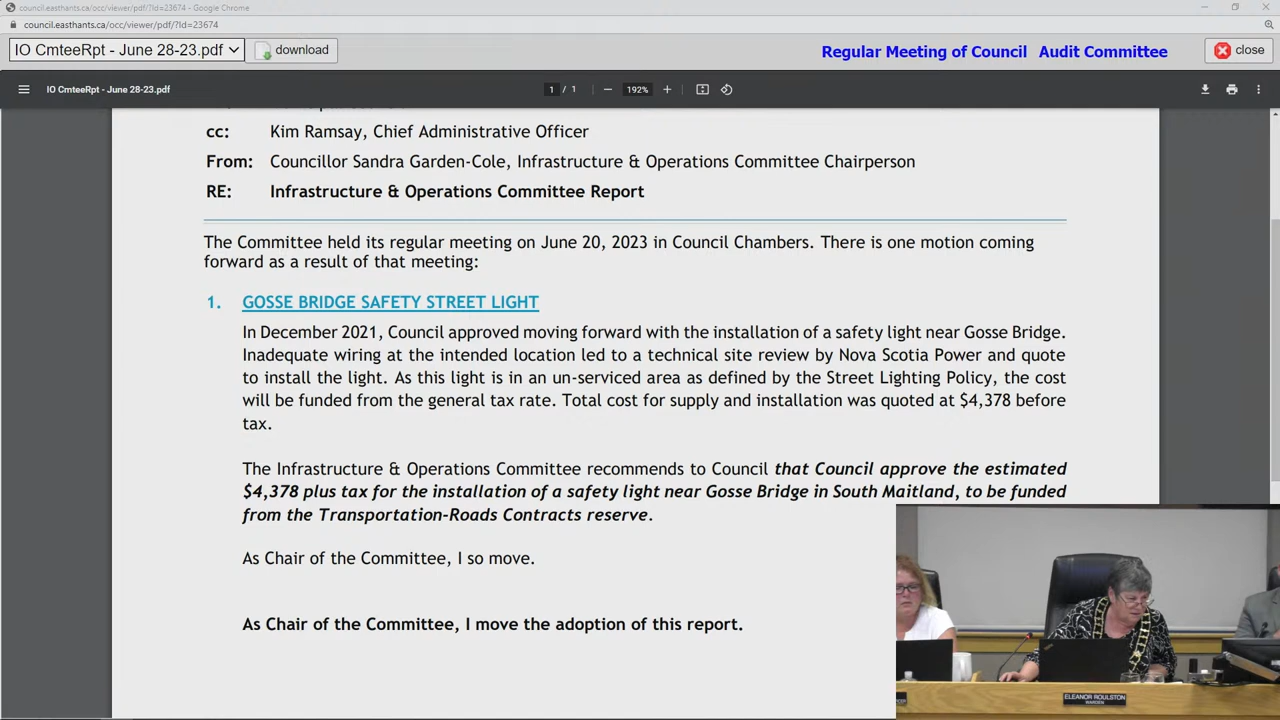 council.easthants.ca/occ/viewer/pdf/?Id=23674 - Google Chrome
council.easthants.ca/occ/viewer/pdf/?Id=23674
IO CmteeRpt - June 28-23.pdf
download
Regular Meeting of Council Audit Committee
close
IO CmteeRpt - June 28-23.pdf
1 / 1
192%
cc: Kim Ramsay, Chief Administrative Officer
From: Councillor Sandra Garden-Cole, Infrastructure & Operations Committee Chairperson
RE: Infrastructure & Operations Committee Report
The Committee held its regular meeting on June 20, 2023 in Council Chambers. There is one motion coming
forward as a result of that meeting:
1. GOSSE BRIDGE SAFETY STREET LIGHT
In December 2021, Council approved moving forward with the installation of a safety light near Gosse Bridge.
Inadequate wiring at the intended location led to a technical site review by Nova Scotia Power and quote
to install the light. As this light is in an un-serviced area as defined by the Street Lighting Policy, the cost
will be funded from the general tax rate. Total cost for supply and installation was quoted at $4,378 before
tax.
The Infrastructure & Operations Committee recommends to Council that Council approve the estimated
$4,378 plus tax for the installation of a safety light near Gosse Bridge in South Maitland, to be funded
from the Transportation-Roads Contracts reserve.
As Chair of the Committee, I so move.
As Chair of the Committee, I move the adoption of this report.
ELEANOR ROULSTON
WARDEN